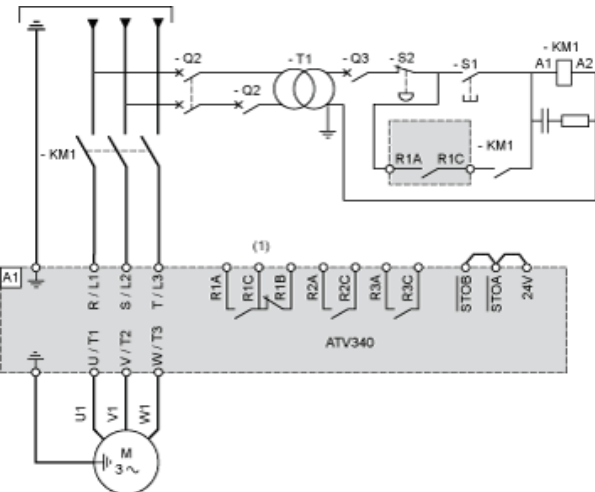 - Q2
- T1
- Q3
- S2
- S1
- KM1
A1
A2
- Q2
- KM1
R1A
R1C
- KM1
(1)
A1
R / L1
S / L2
T / L3
R1A
R1C
R1B
R2A
R2C
R3A
R3C
STOB
STOA
24V
ATV340
U / T1
V / T2
W / T3
U1
V1
W1
M
3 ~